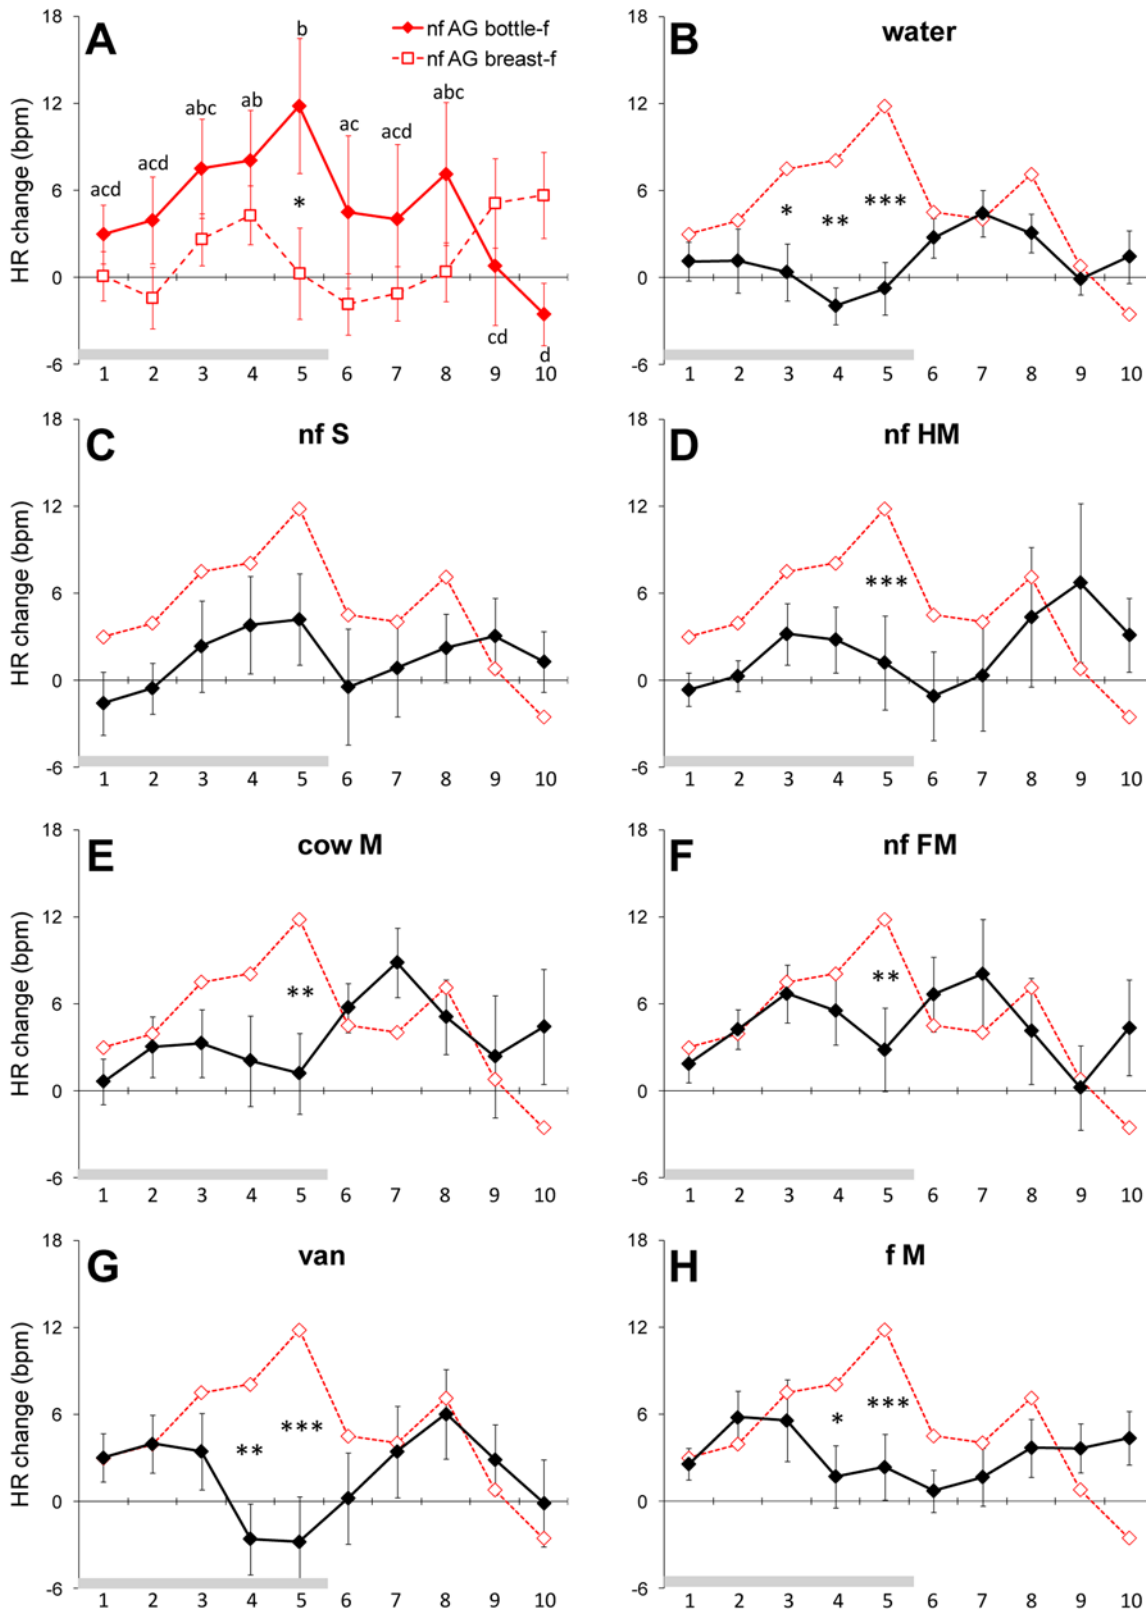 A
18
12
6
0
-6
HR change (bpm)
nf AG bottle-f
nf AG breast-f
acd
acd
abc
ab
b
ac
acd
abc
cd
d
*
1 2 3 4 5 6 7 8 9 10
B
water
18
12
6
0
-6
*
**
***
1 2 3 4 5 6 7 8 9 10
C
nf S
18
12
6
0
-6
HR change (bpm)
1 2 3 4 5 6 7 8 9 10
D
nf HM
18
12
6
0
-6
***
1 2 3 4 5 6 7 8 9 10
E
cow M
18
12
6
0
-6
HR change (bpm)
**
1 2 3 4 5 6 7 8 9 10
F
nf FM
18
12
6
0
-6
**
1 2 3 4 5 6 7 8 9 10
G
van
18
12
6
0
-6
HR change (bpm)
**
***
1 2 3 4 5 6 7 8 9 10
H
f M
18
12
6
0
-6
*
***
1 2 3 4 5 6 7 8 9 10